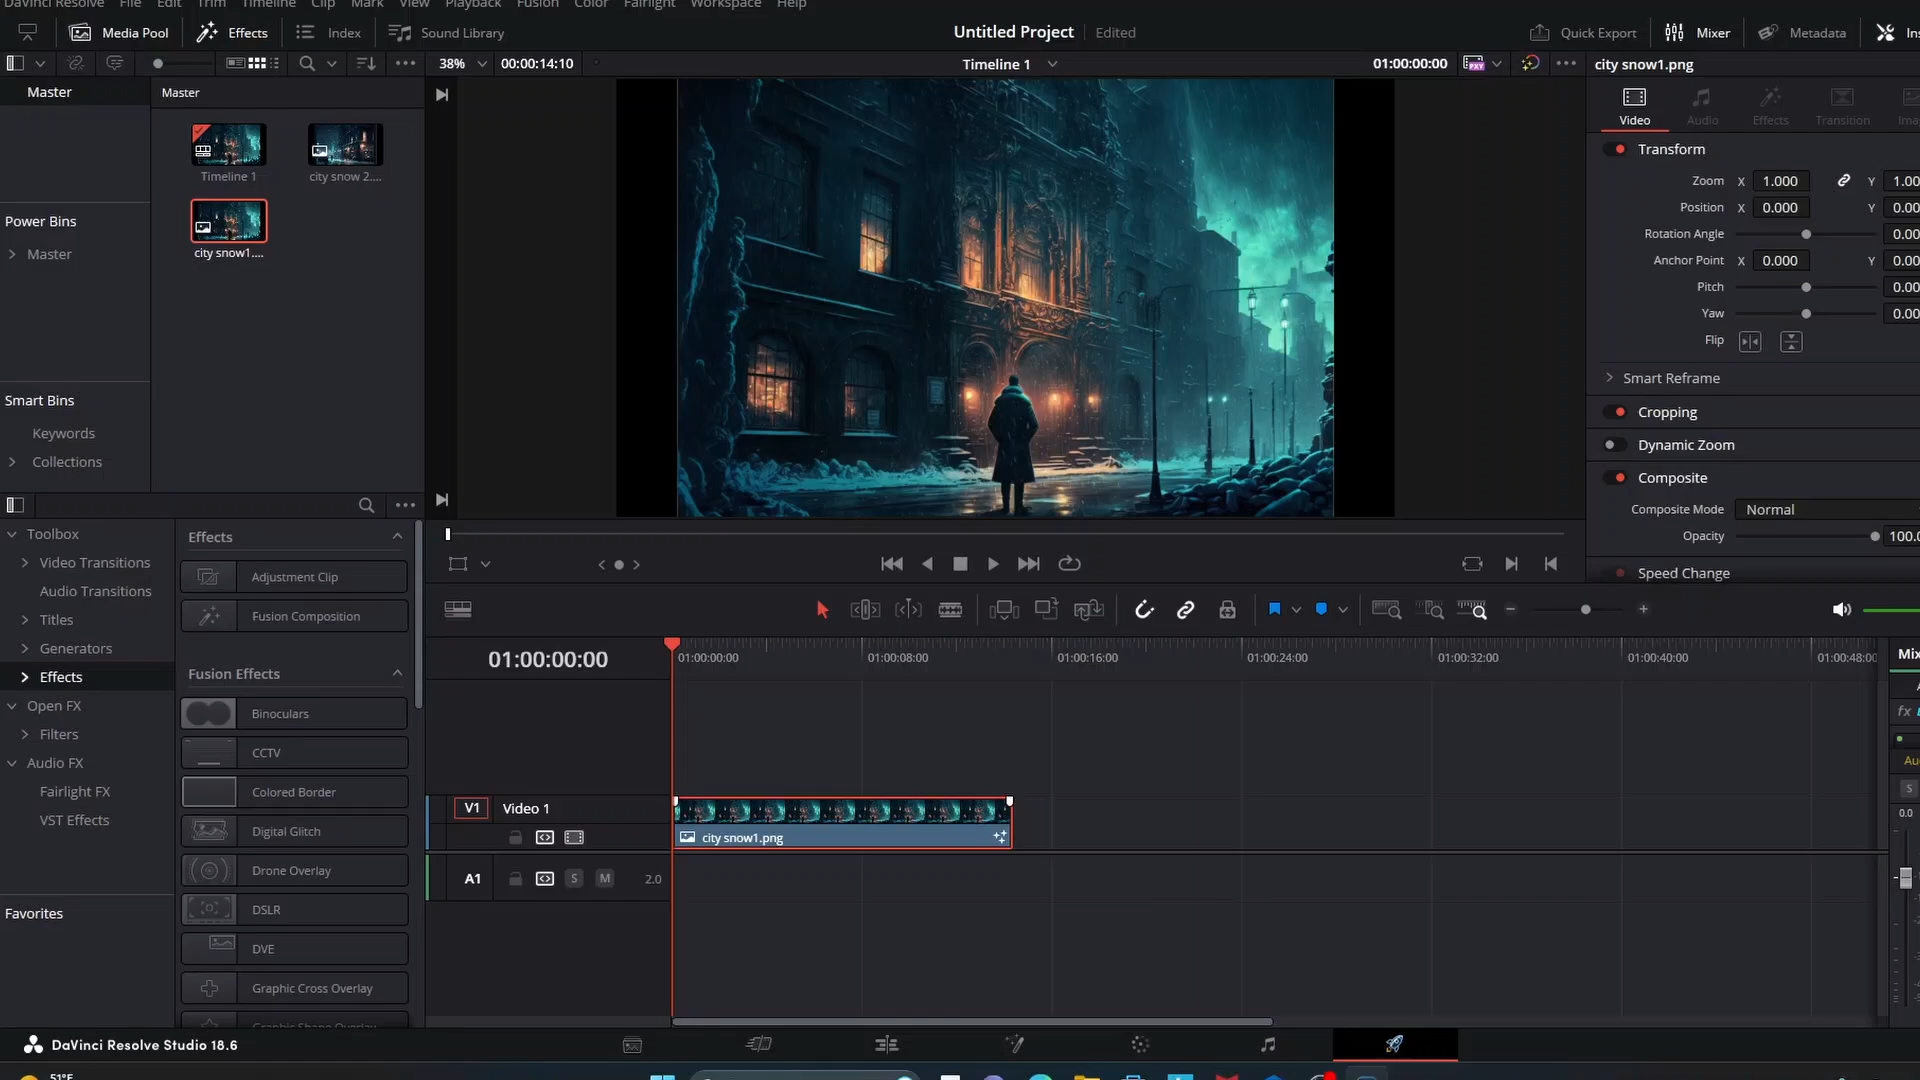 DaVinci Resolve File Edit Trim Timeline Clip Mark View Playback Fusion Color Fairlight Workspace Help
Media Pool Effects Index Sound Library
Untitled Project Edited
Quick Export Mixer Metadata
38% 00:00:14:10
Timeline 1
01:00:00:00
city snow1.png
Master
Master
Timeline 1
city snow 2....
city snow1....
Power Bins
Master
Smart Bins
Keywords
Collections
Video Audio Effects Transition
Transform
Zoom X 1.000 Y 1.00
Position X 0.000 Y 0.00
Rotation Angle 0.00
Anchor Point X 0.000 Y 0.00
Pitch 0.00
Yaw 0.00
Flip
Smart Reframe
Cropping
Dynamic Zoom
Composite
Composite Mode Normal
Opacity 100.0
Speed Change
Toolbox
Video Transitions
Audio Transitions
Titles
Generators
Effects
Open FX
Filters
Audio FX
Fairlight FX
VST Effects
Favorites
Effects
Adjustment Clip
Fusion Composition
Fusion Effects
Binoculars
CCTV
Colored Border
Digital Glitch
Drone Overlay
DSLR
DVE
Graphic Cross Overlay
Graphic Shape Overlay
01:00:00:00
01:00:00:00 01:00:08:00 01:00:16:00 01:00:24:00 01:00:32:00 01:00:40:00 01:00:48:00
V1 Video 1
city snow1.png
A1 S M 2.0
fx
S
0.0
DaVinci Resolve Studio 18.6
51°F